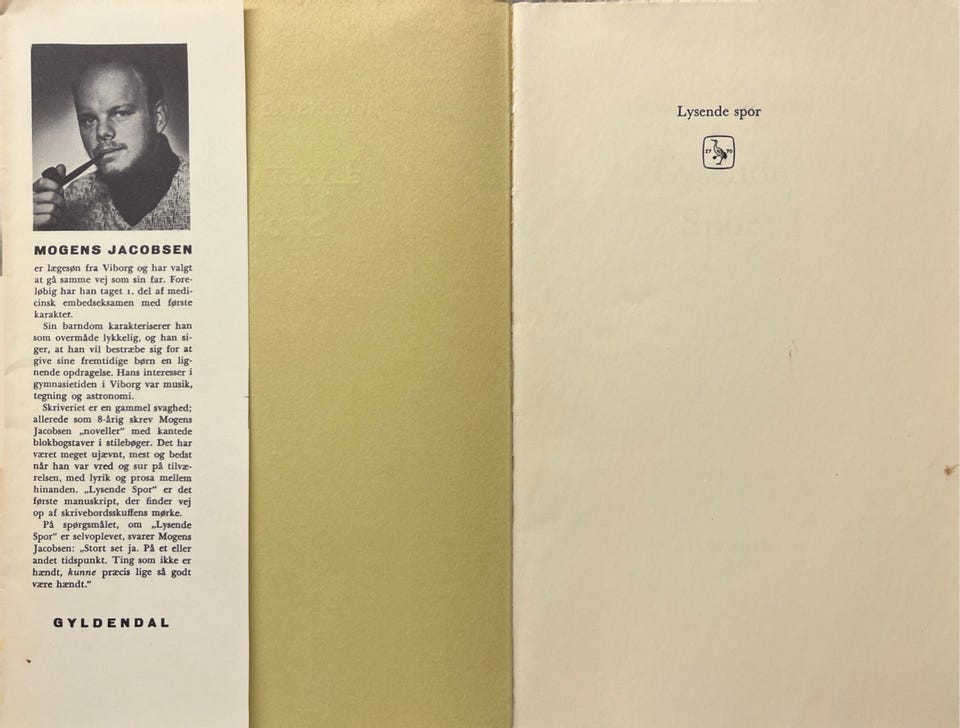 MOGENS JACOBSEN
er lægesøn fra Viborg og har valgt
at gå samme vej som sin far. Fore-
løbig har han taget 1. del af medi-
cinsk embedseksamen med første
karakter.
Sin barndom karakteriserer han
som overmåde lykkelig, og han si-
ger, at han vil bestræbe sig for at
give sine fremtidige børn en lig-
nende opdragelse. Hans interesser i
gymnasietiden i Viborg var musik,
tegning og astronomi.
Skriveriet er en gammel svaghed;
allerede som 8-årig skrev Mogens
Jacobsen „noveller“ med kantede
blokbogstaver i stilebøger. Det har
været meget ujævnt, mest og bedst
når han var vred og sur på tilvæ-
relsen, med lyrik og prosa mellem
hinanden. „Lysende Spor“ er det
første manuskript, der finder vej
op af skrivebordsskuffens mørke.
På spørgsmålet, om „Lysende
Spor“ er selvoplevet, svarer Mogens
Jacobsen: „Stort set ja. På et eller
andet tidspunkt. Ting som ikke er
hændt, kunne præcis lige så godt
være hændt.“
GYLDENDAL
Lysende spor
17 70
Lysende
Spor